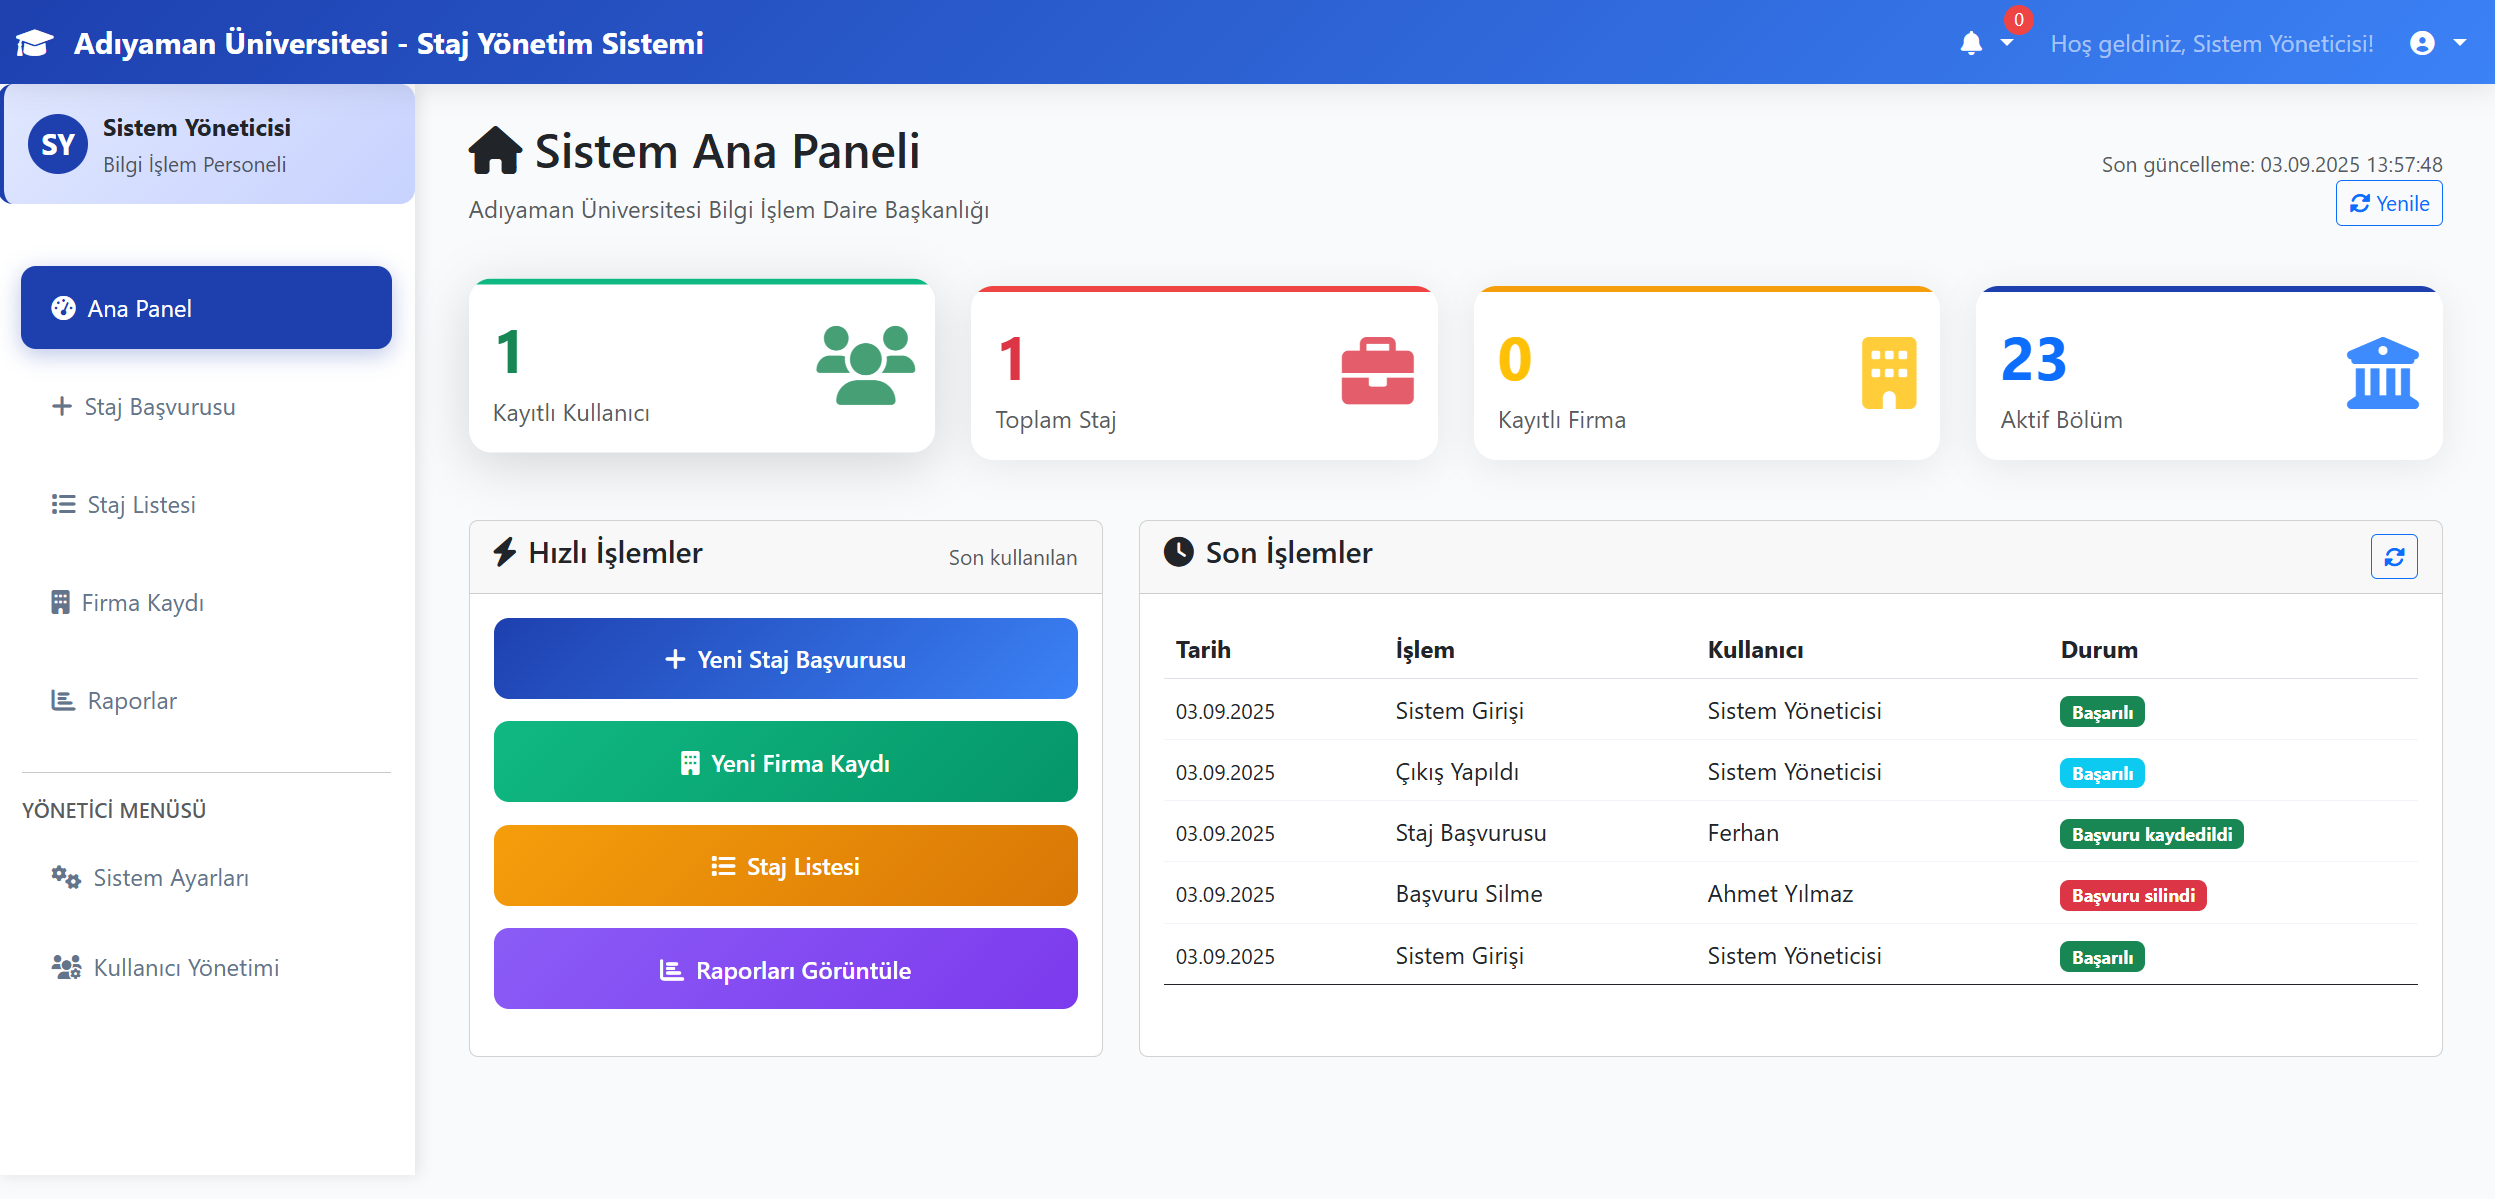 Adıyaman Üniversitesi - Staj Yönetim Sistemi
0
Hoş geldiniz, Sistem Yöneticisi!
SY
Sistem Yöneticisi
Bilgi İşlem Personeli
Ana Panel
Staj Başvurusu
Staj Listesi
Firma Kaydı
Raporlar
YÖNETİCİ MENÜSÜ
Sistem Ayarları
Kullanıcı Yönetimi
Sistem Ana Paneli
Adıyaman Üniversitesi Bilgi İşlem Daire Başkanlığı
Son güncelleme: 03.09.2025 13:57:48
Yenile
1
Kayıtlı Kullanıcı
1
Toplam Staj
0
Kayıtlı Firma
23
Aktif Bölüm
Hızlı İşlemler
Son kullanılan
Yeni Staj Başvurusu
Yeni Firma Kaydı
Staj Listesi
Raporları Görüntüle
Son İşlemler
Tarih İşlem Kullanıcı Durum
03.09.2025 Sistem Girişi Sistem Yöneticisi Başarılı
03.09.2025 Çıkış Yapıldı Sistem Yöneticisi Başarılı
03.09.2025 Staj Başvurusu Ferhan Başvuru kaydedildi
03.09.2025 Başvuru Silme Ahmet Yılmaz Başvuru silindi
03.09.2025 Sistem Girişi Sistem Yöneticisi Başarılı